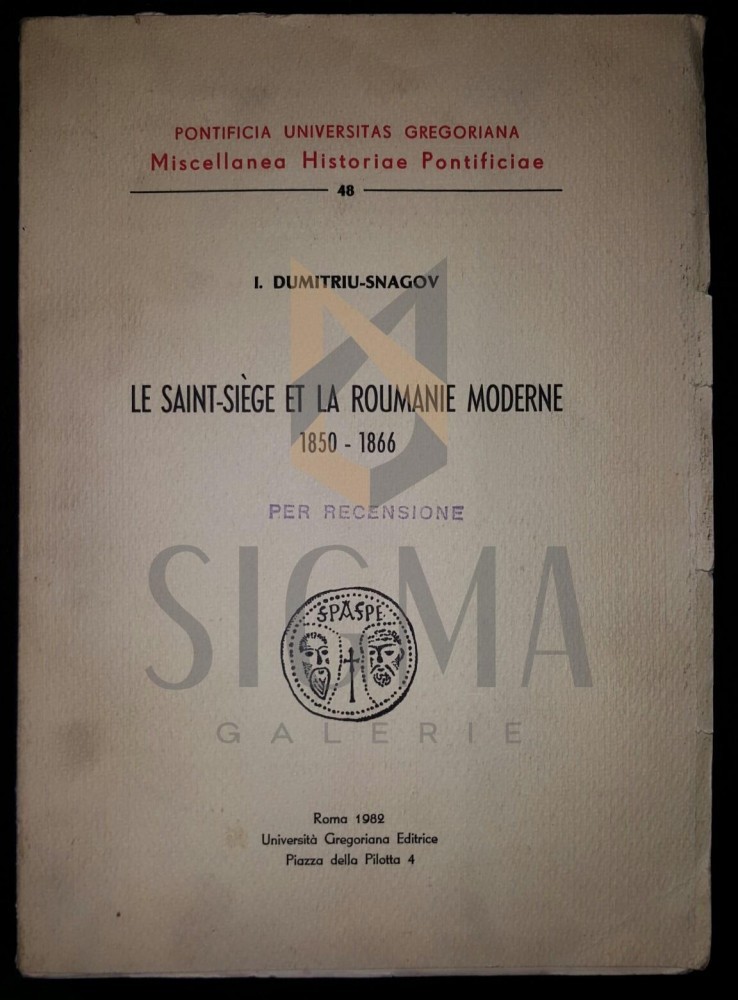 PONTIFICIA UNIVERSITAS GREGORIANA
Miscellanea Historiae Pontificiae
48
I. DUMITRIU-SNAGOV
LE SAINT-SIÈGE ET LA ROUMANIE MODERNE
1850 - 1866
PER RECENSIONE
SPASPE
SIGMA
GALERIE
Roma 1982
Università Gregoriana Editrice
Piazza della Pilotta 4